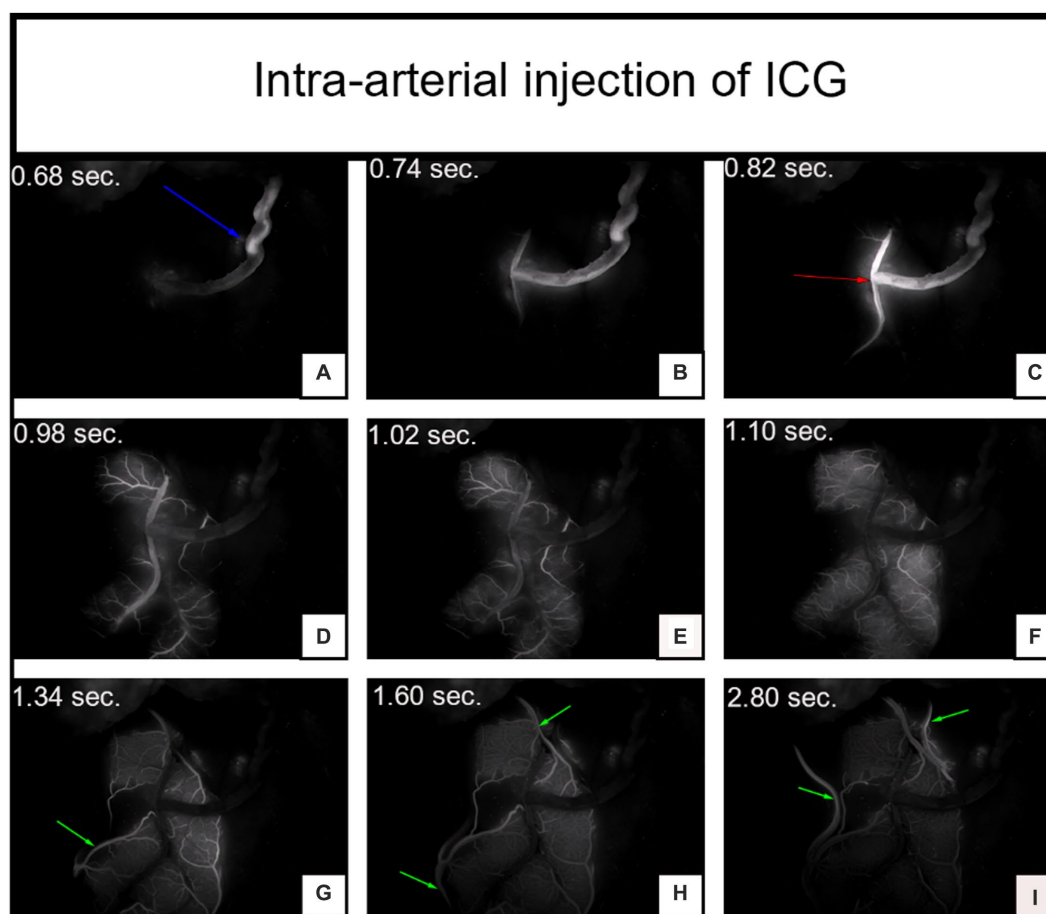 Intra-arterial injection of ICG
0.68 sec.
0.74 sec.
0.82 sec.
A
B
C
0.98 sec.
1.02 sec.
1.10 sec.
D
E
F
1.34 sec.
1.60 sec.
2.80 sec.
G
H
I